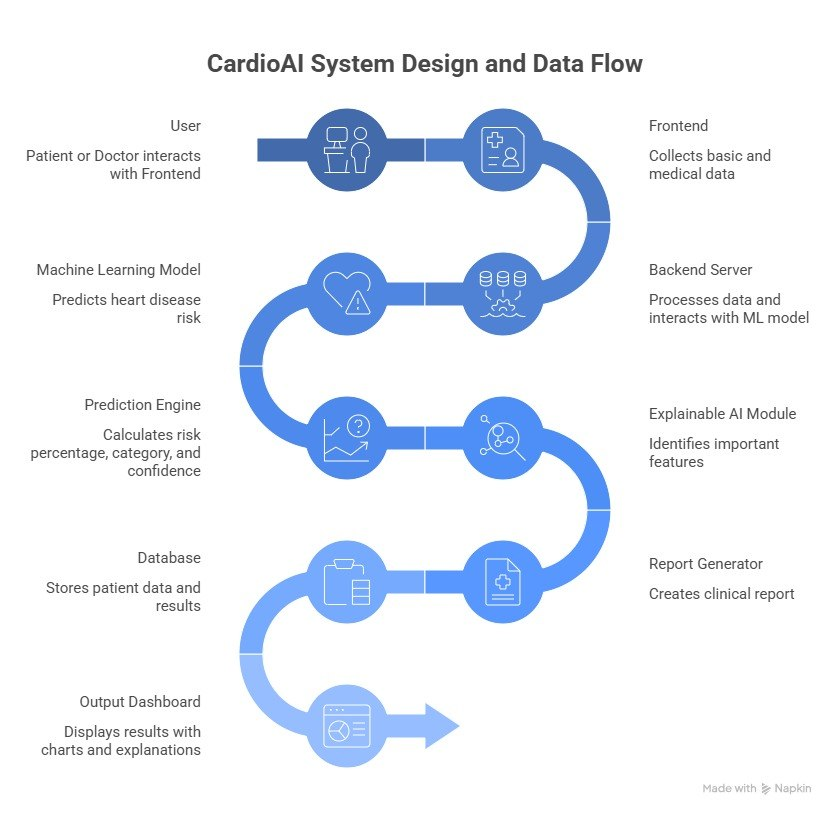 CardioAI System Design and Data Flow
User
Patient or Doctor interacts
with Frontend
Frontend
Collects basic and
medical data
Machine Learning Model
Predicts heart disease
risk
Backend Server
Processes data and
interacts with ML model
Prediction Engine
Calculates risk
percentage, category, and
confidence
Explainable AI Module
Identifies important
features
Database
Stores patient data and
results
Report Generator
Creates clinical report
Output Dashboard
Displays results with
charts and explanations
Made with Napkin